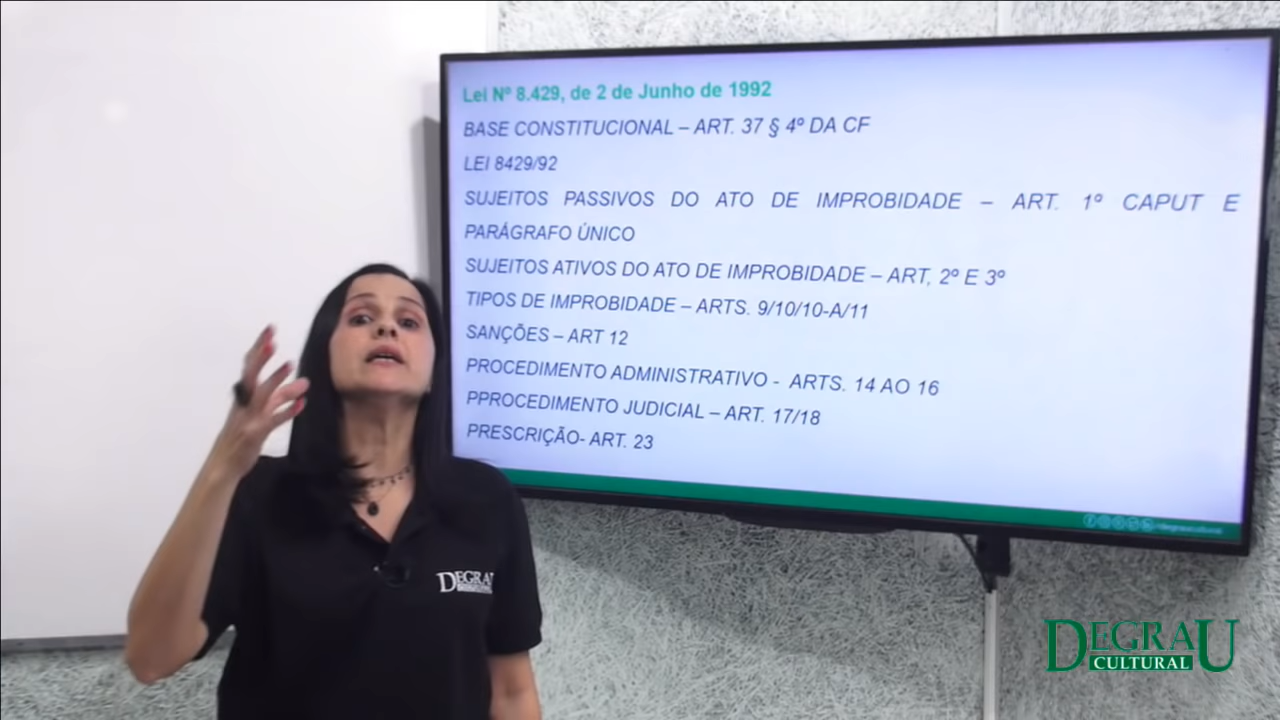 Lei Nº 8.429, de 2 de Junho de 1992
BASE CONSTITUCIONAL – ART. 37 § 4º DA CF
LEI 8429/92
SUJEITOS PASSIVOS DO ATO DE IMPROBIDADE – ART. 1º CAPUT E
PARÁGRAFO ÚNICO
SUJEITOS ATIVOS DO ATO DE IMPROBIDADE – ART, 2º E 3º
TIPOS DE IMPROBIDADE – ARTS. 9/10/10-A/11
SANÇÕES – ART 12
PROCEDIMENTO ADMINISTRATIVO - ARTS. 14 AO 16
PPROCEDIMENTO JUDICIAL – ART. 17/18
PRESCRIÇÃO- ART. 23
DEGRAU
DEGRAU
CULTURAL